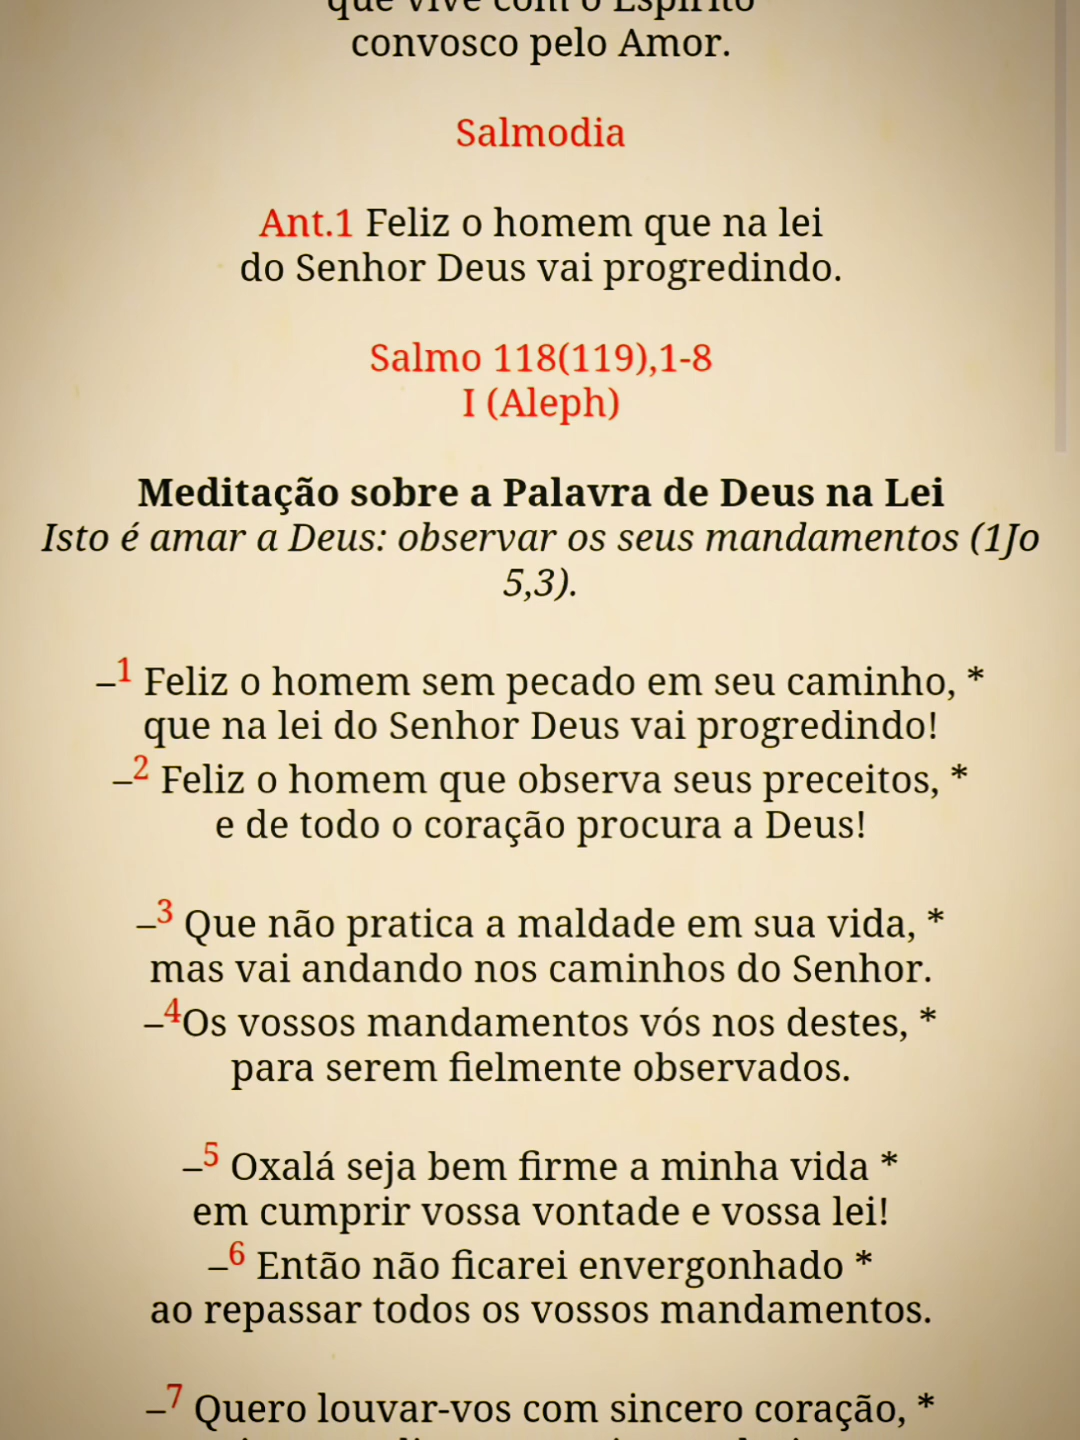 que vive com o Espírito
convosco pelo Amor.
Salmodia
Ant.1 Feliz o homem que na lei
do Senhor Deus vai progredindo.
Salmo 118(119),1-8
I (Aleph)
Meditação sobre a Palavra de Deus na Lei
Isto é amar a Deus: observar os seus mandamentos (1Jo
5,3).
–1 Feliz o homem sem pecado em seu caminho, *
que na lei do Senhor Deus vai progredindo!
–2 Feliz o homem que observa seus preceitos, *
e de todo o coração procura a Deus!
–3 Que não pratica a maldade em sua vida, *
mas vai andando nos caminhos do Senhor.
–4Os vossos mandamentos vós nos destes, *
para serem fielmente observados.
–5 Oxalá seja bem firme a minha vida *
em cumprir vossa vontade e vossa lei!
–6 Então não ficarei envergonhado *
ao repassar todos os vossos mandamentos.
–7 Quero louvar-vos com sincero coração, *